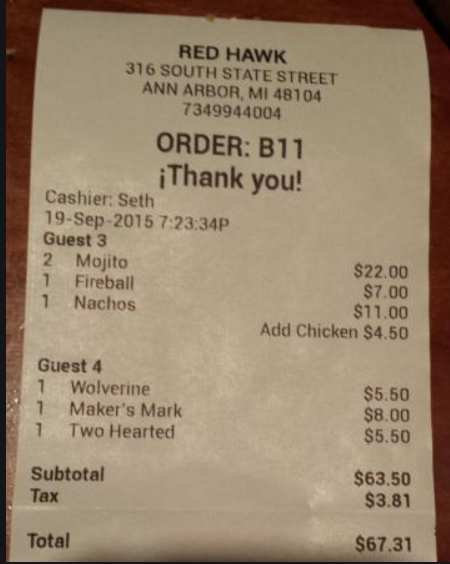 RED HAWK
316 SOUTH STATE STREET
ANN ARBOR, MI 48104
7349944004
ORDER: B11
¡Thank you!
Cashier: Seth
19-Sep-2015 7:23:34P
Guest 3
2 Mojito $22.00
1 Fireball $7.00
1 Nachos $11.00
Add Chicken $4.50
Guest 4
1 Wolverine $5.50
1 Maker's Mark $8.00
1 Two Hearted $5.50
Subtotal $63.50
Tax $3.81
Total $67.31